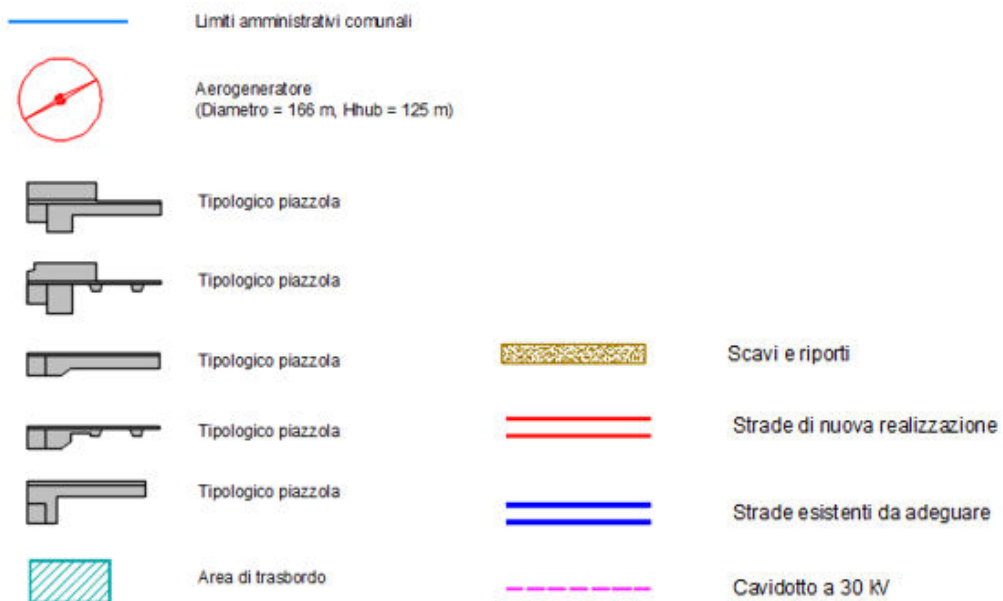 Limiti amministrativi comunali
Aerogeneratore
(Diametro = 166 m, Hhub = 125 m)
Tipologico piazzola
Tipologico piazzola
Tipologico piazzola
Tipologico piazzola
Tipologico piazzola
Area di trasbordo
Scavi e riporti
Strade di nuova realizzazione
Strade esistenti da adeguare
Cavidotto a 30 kV